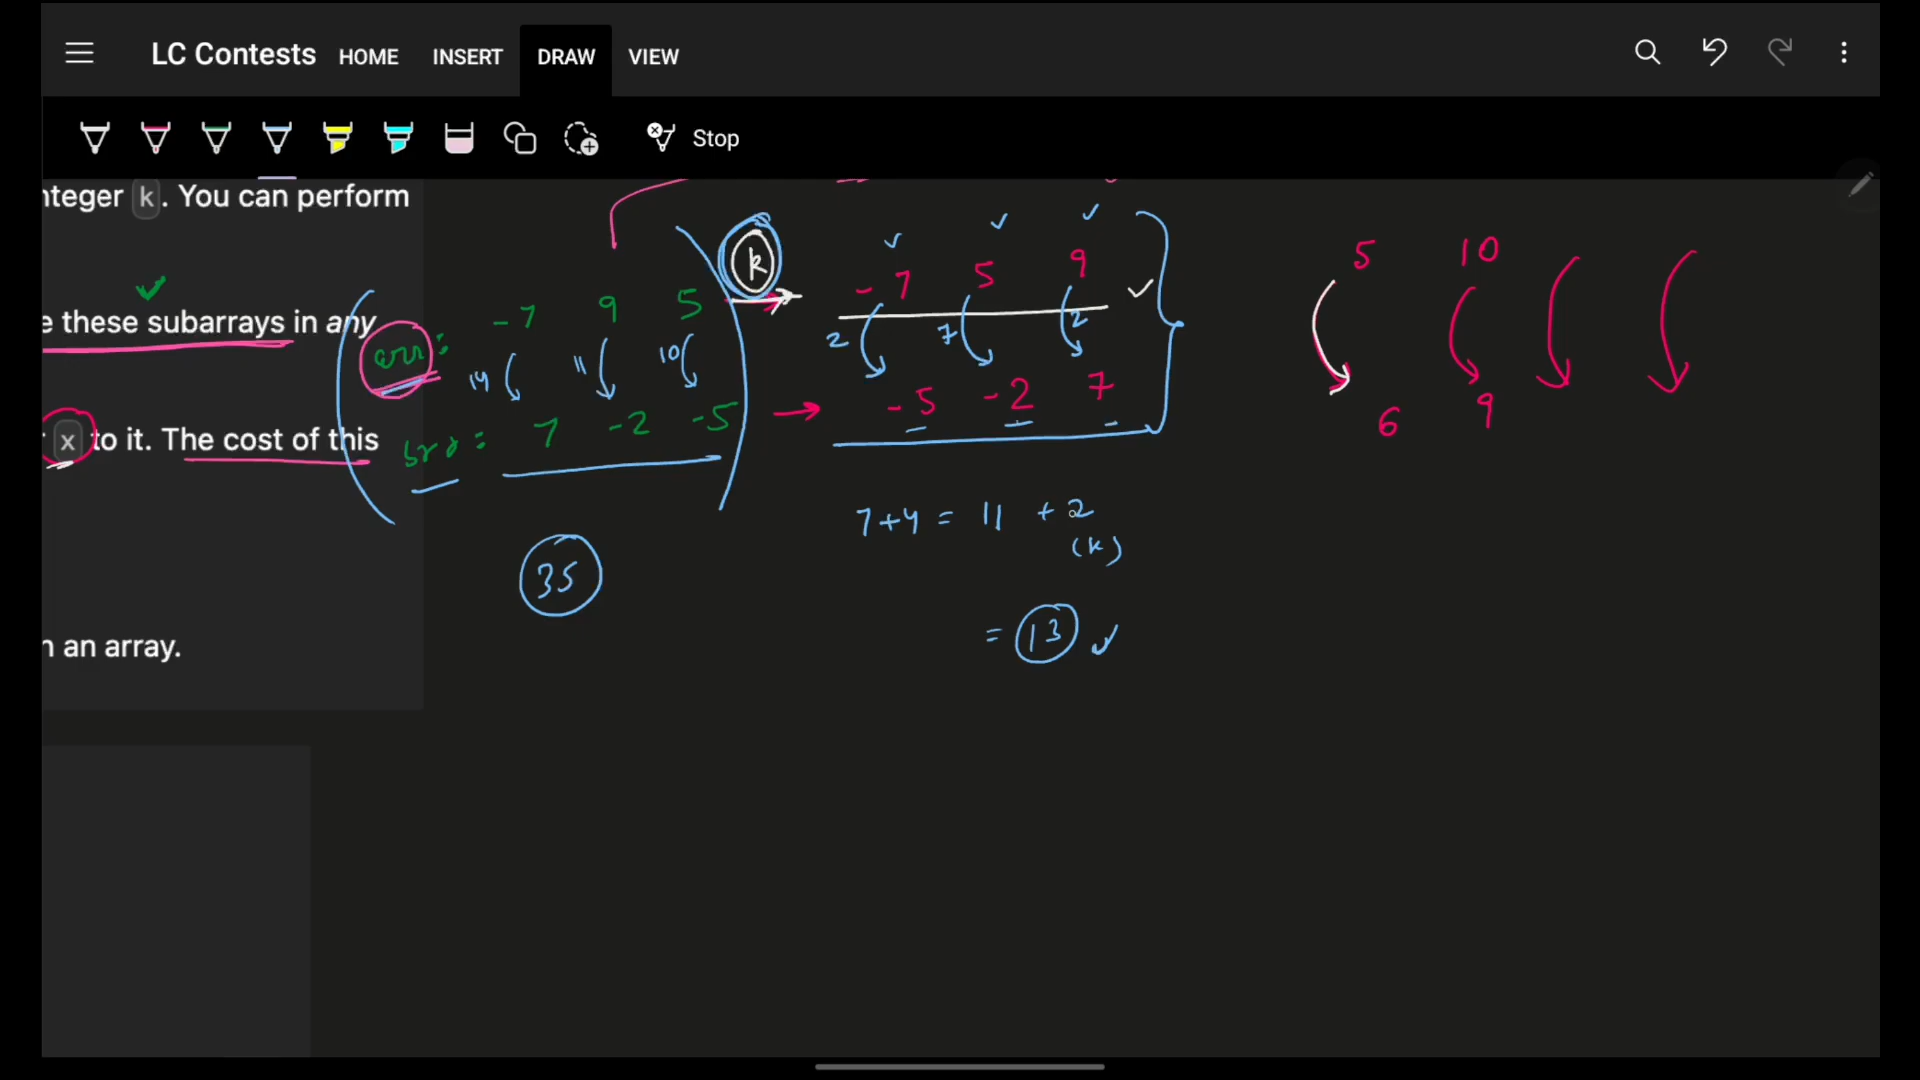 LC Contests HOME INSERT DRAW VIEW
Stop
nteger k. You can perform
e these subarrays in any
x to it. The cost of this
n an array.
arr: -7 9 5
14 11 10
brr: 7 -2 -5
35
k
-7 5 9
2 7 2
-5 -2 7
7+4 = 11 + 2
(k)
= 13
5 10
6 9